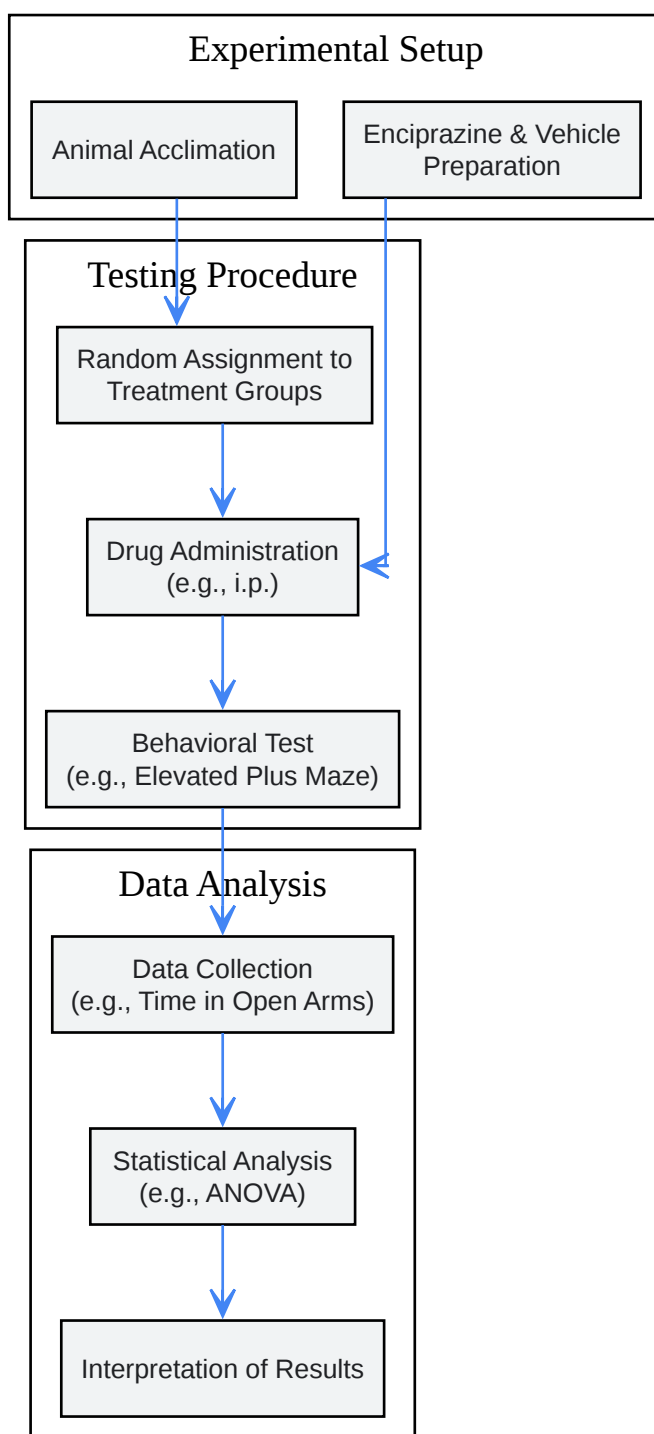 Experimental Setup
Animal Acclimation
Enciprazine & Vehicle
Preparation
Testing Procedure
Random Assignment to
Treatment Groups
Drug Administration
(e.g., i.p.)
Behavioral Test
(e.g., Elevated Plus Maze)
Data Analysis
Data Collection
(e.g., Time in Open Arms)
Statistical Analysis
(e.g., ANOVA)
Interpretation of Results